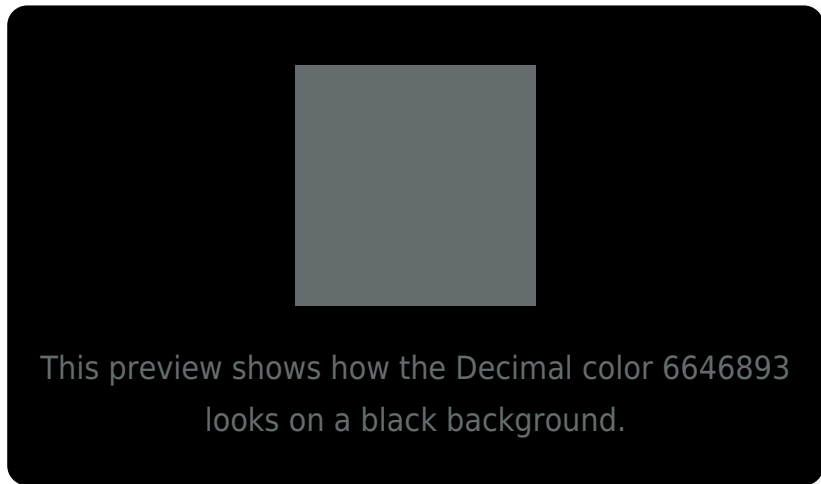 This preview shows how the Decimal color 6646893
looks on a black background.